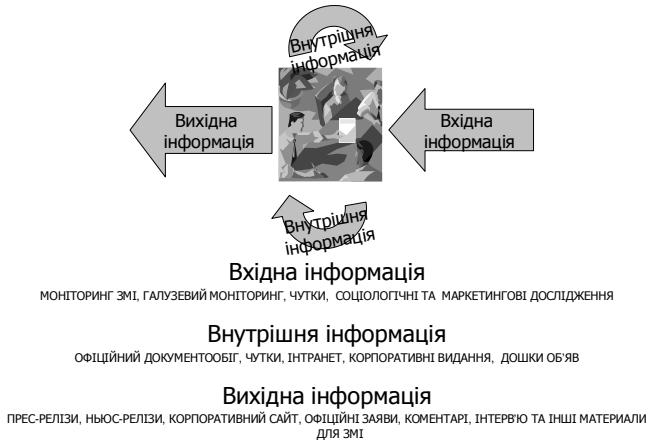 Внутрішня
інформація
Вихідна
інформація
Вхідна
інформація
Внутрішня
інформація
Вхідна інформація
МОНІТОРИНГ ЗМІ, ГАЛУЗЕВИЙ МОНІТОРИНГ, ЧУТКИ, СОЦІОЛОГІЧНІ ТА МАРКЕТИНГОВІ ДОСЛІДЖЕННЯ
Внутрішня інформація
ОФІЦІЙНИЙ ДОКУМЕНТООБІГ, ЧУТКИ, ІНТРАНЕТ, КОРПОРАТИВНІ ВИДАННЯ, ДОШКИ ОБ'ЯВ
Вихідна інформація
ПРЕС-РЕЛІЗИ, НЬЮС-РЕЛІЗИ, КОРПОРАТИВНИЙ САЙТ, ОФІЦІЙНІ ЗАЯВИ, КОМЕНТАРІ, ІНТЕРВ'Ю ТА ІНШІ МАТЕРИАЛИ
ДЛЯ ЗМІ